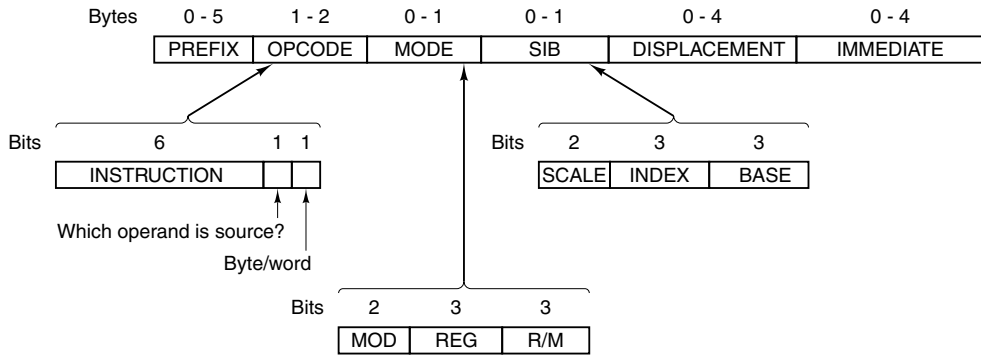 Bytes 0 - 5 1 - 2 0 - 1 0 - 1 0 - 4 0 - 4
PREFIX OPCODE MODE SIB DISPLACEMENT IMMEDIATE
Bits 6 1 1
INSTRUCTION
Which operand is source?
Byte/word
Bits 2 3 3
SCALE INDEX BASE
Bits 2 3 3
MOD REG R/M